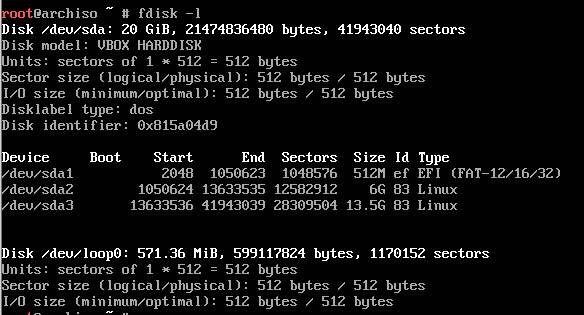 root@archiso ~ # fdisk -l
Disk /dev/sda: 20 GiB, 21474836480 bytes, 41943040 sectors
Disk model: VBOX HARDDISK
Units: sectors of 1 * 512 = 512 bytes
Sector size (logical/physical): 512 bytes / 512 bytes
I/O size (minimum/optimal): 512 bytes / 512 bytes
Disklabel type: dos
Disk identifier: 0x815a04d9
Device     Boot    Start      End  Sectors  Size Id Type
/dev/sda1           2048  1050623  1048576  512M ef EFI (FAT-12/16/32)
/dev/sda2        1050624 13633535 12582912    6G 83 Linux
/dev/sda3       13633536 41943039 28309504 13.5G 83 Linux
Disk /dev/loop0: 571.36 MiB, 599117824 bytes, 1170152 sectors
Units: sectors of 1 * 512 = 512 bytes
Sector size (logical/physical): 512 bytes / 512 bytes
I/O size (minimum/optimal): 512 bytes / 512 bytes